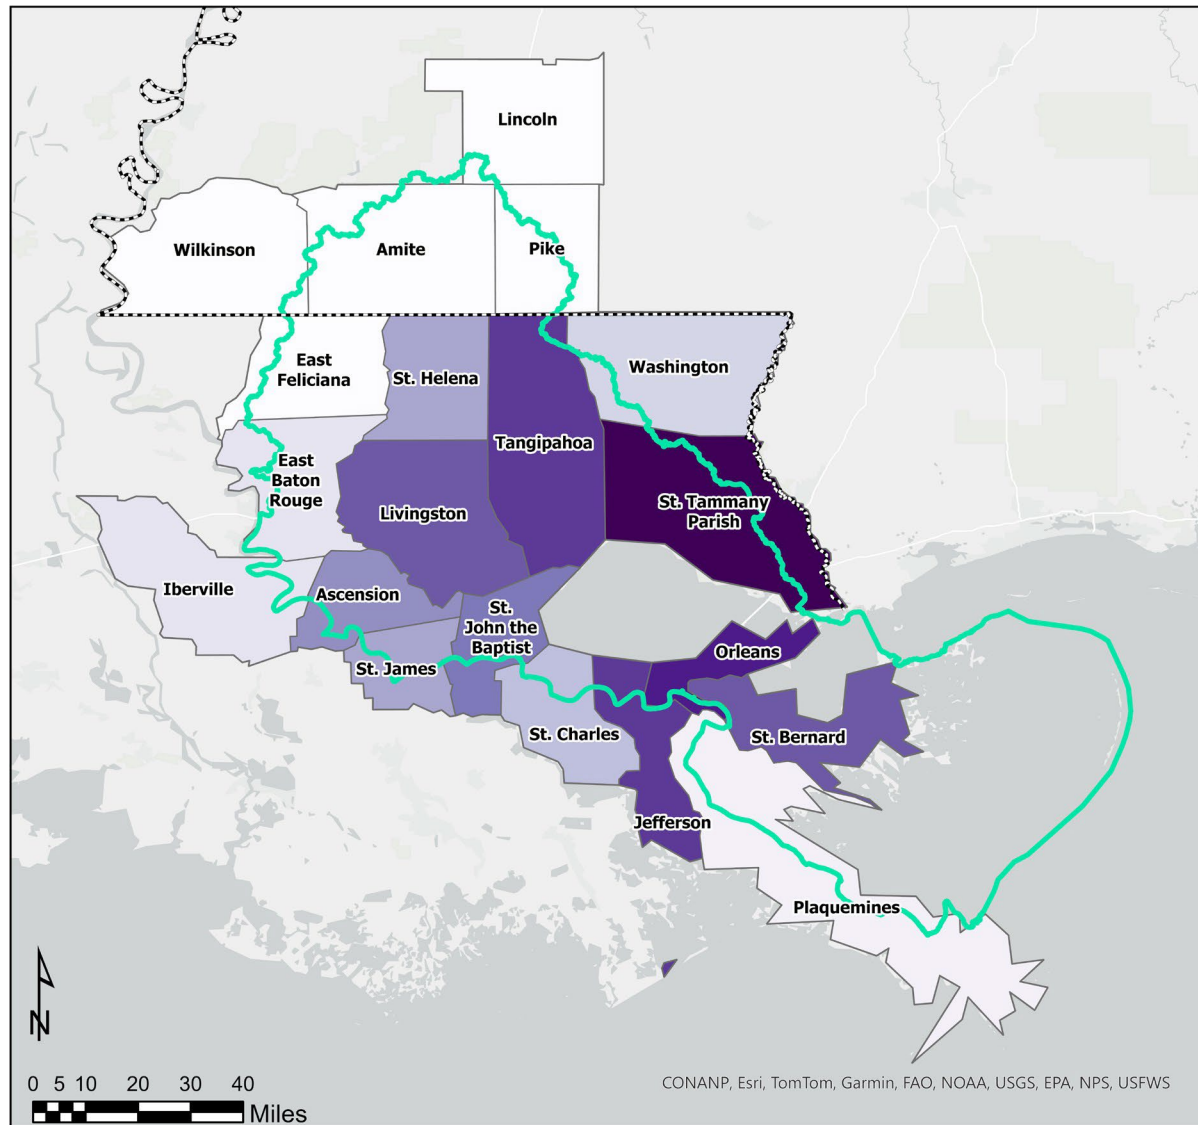 Lincoln
Wilkinson
Amite
Pike
East
Feliciana
St. Helena
Washington
Tangipahoa
East
Baton
Rouge
Livingston
St. Tammany
Parish
Iberville
Ascension
St.
John the
Baptist
St. James
Orleans
St. Charles
St. Bernard
Jefferson
Plaquemines
N
0 5 10 20 30 40
Miles
CONANP, Esri, TomTom, Garmin, FAO, NOAA, USGS, EPA, NPS, USFWS